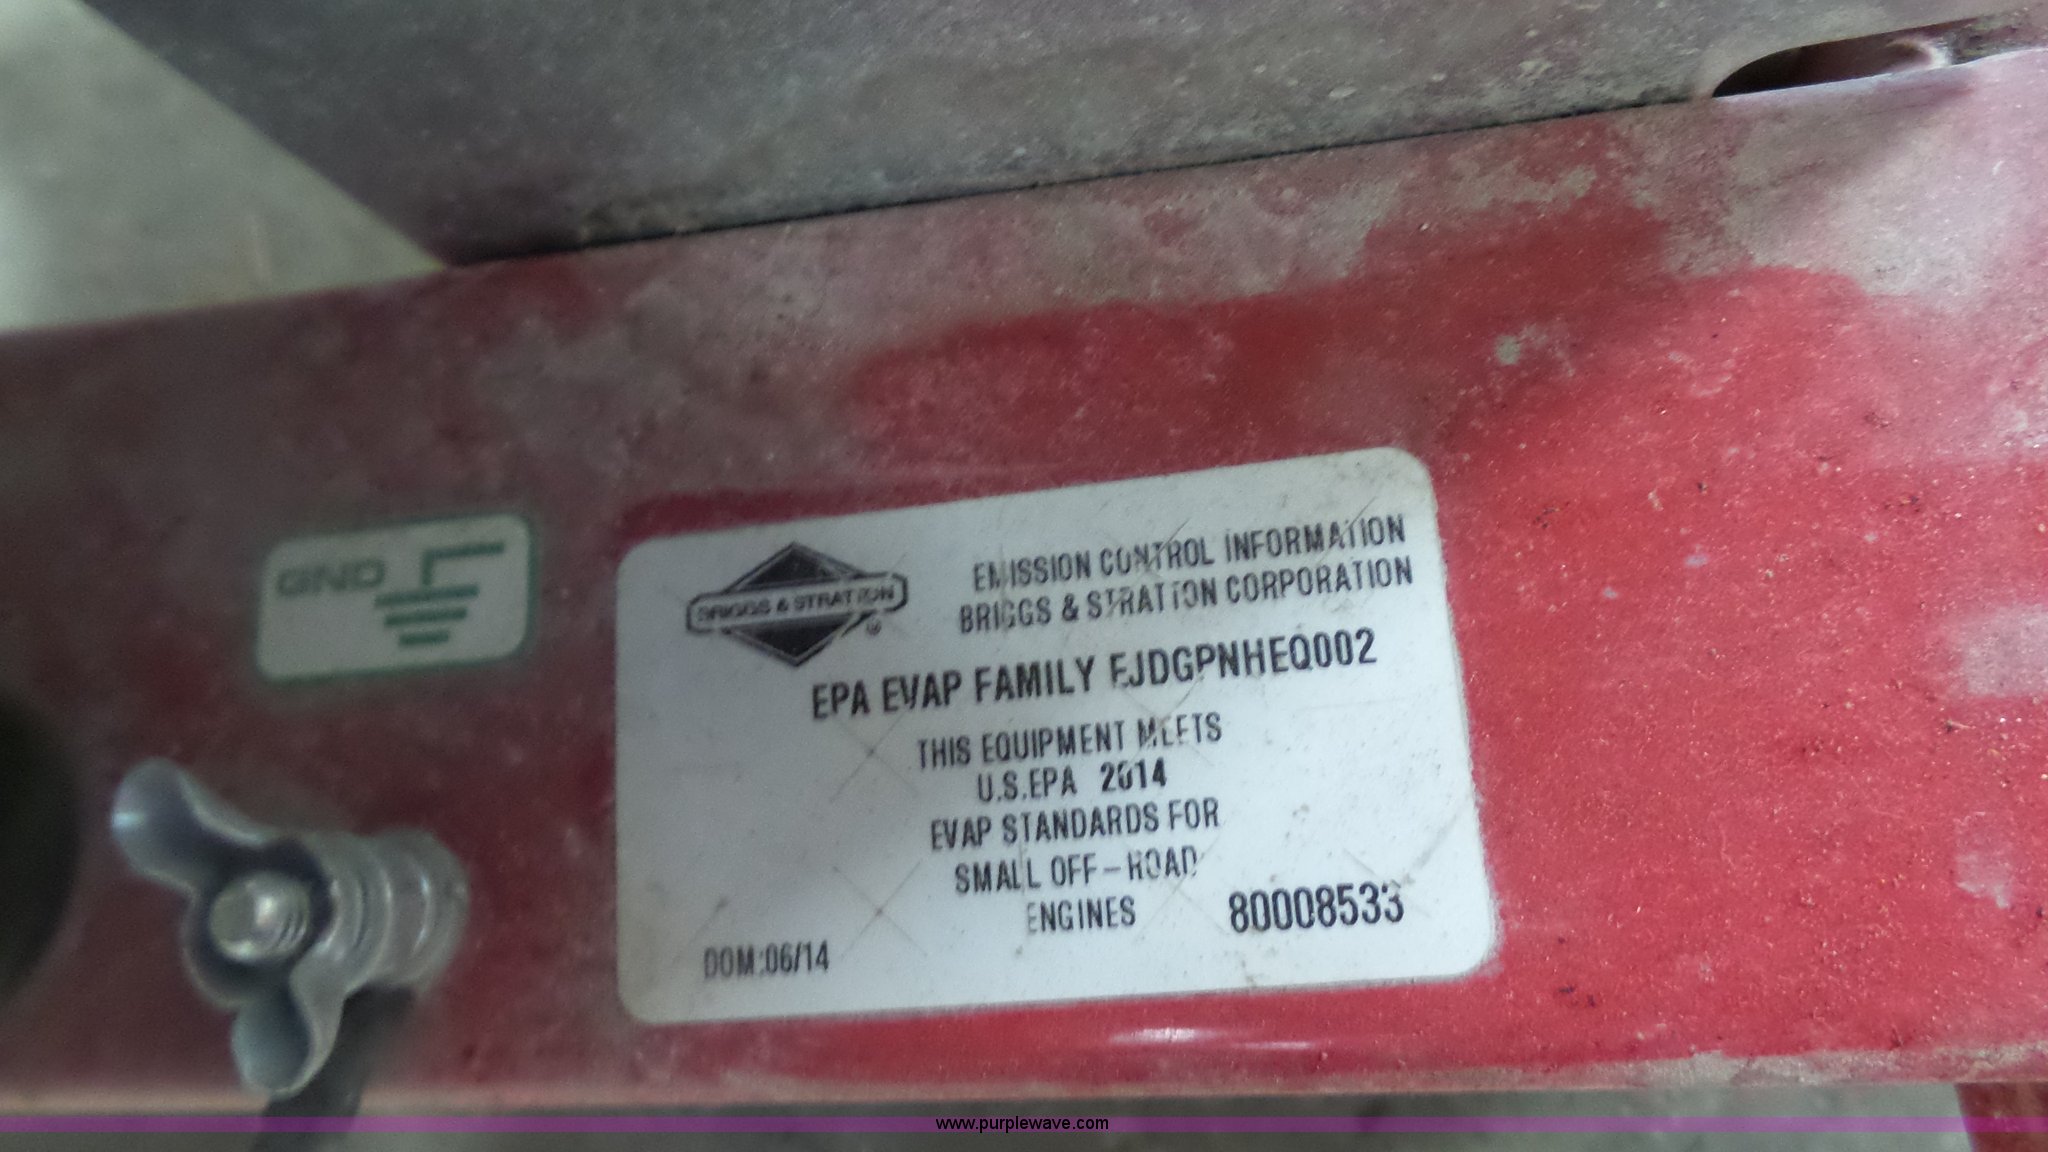 GND
BRIGGS & STRATTON
®
EMISSION CONTROL INFORMATION
BRIGGS & STRATTON CORPORATION
EPA EVAP FAMILY EJDGPNHEQ002
THIS EQUIPMENT MEETS
U.S.EPA 2014
EVAP STANDARDS FOR
SMALL OFF-ROAD
ENGINES
80008533
DOM:06/14
www.purplewave.com